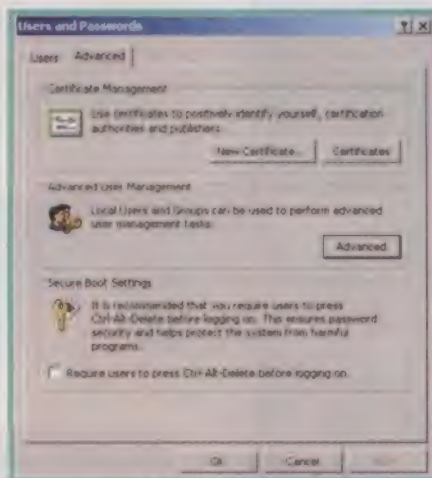 Users and Passwords
Users Advanced
Certificate Management
Use certificates to positively identify yourself, certification
authorities and publishers.
New Certificate... Certificates
Advanced User Management
Local Users and Groups can be used to perform advanced
user management tasks.
Advanced
Secure Boot Settings
It is recommended that you require users to press
Ctrl-Alt-Delete before logging on. This ensures password
security and helps protect the system from harmful
programs.
Require users to press Ctrl-Alt-Delete before logging on.
OK Cancel